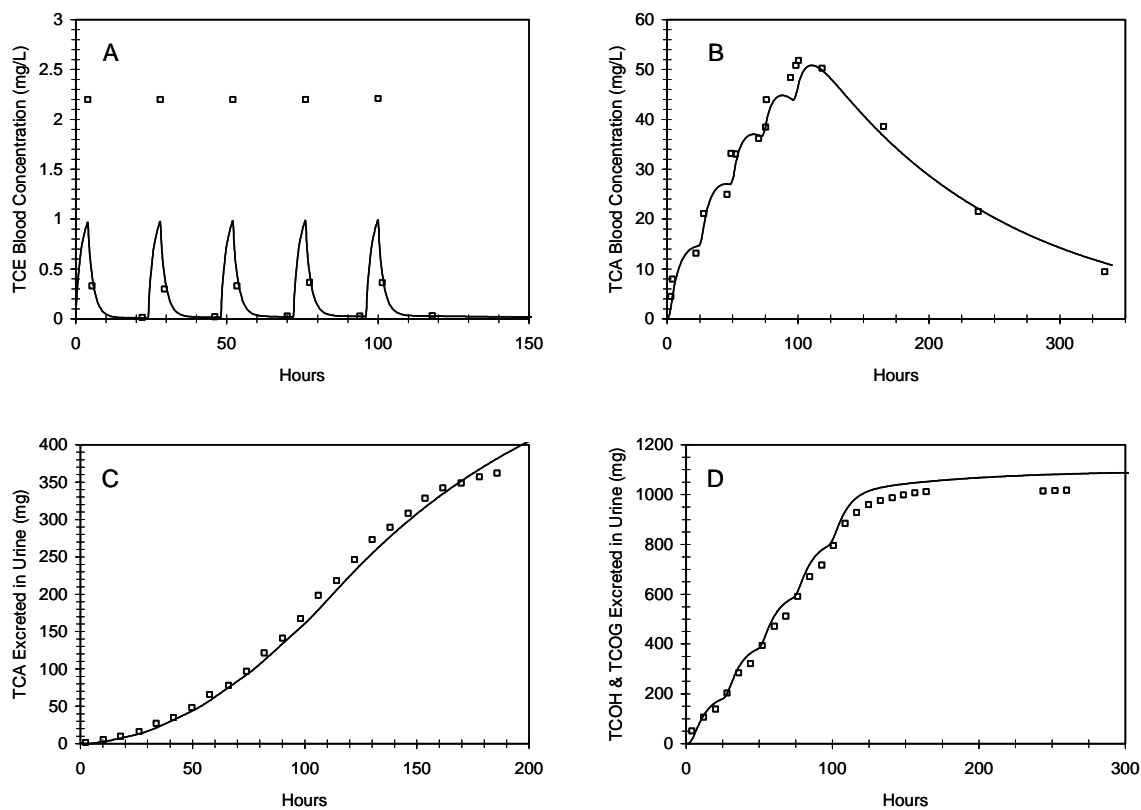 A
TCE Blood Concentration (mg/L)
3
2.5
2
1.5
1
0.5
0
0 50 100 150
Hours
B
TCA Blood Concentration (mg/L)
60
50
40
30
20
10
0
0 100 200 300
Hours
C
TCA Excreted in Urine (mg)
400
350
300
250
200
150
100
50
0
0 50 100 150 200
Hours
D
TCOH & TCOG Excreted in Urine (mg)
1200
1000
800
600
400
200
0
0 100 200 300
Hours